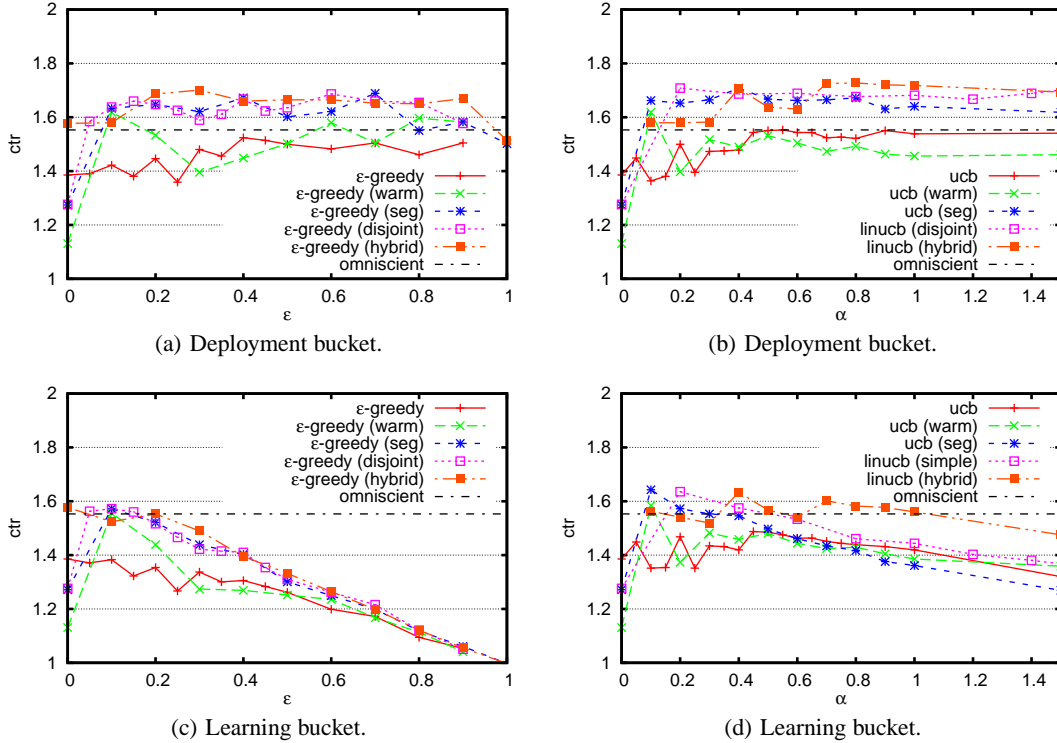 2
1.8
1.6
1.4
1.2
1
ctr
0 0.2 0.4 0.6 0.8 1
ε
ε-greedy
ε-greedy (warm)
ε-greedy (seg)
ε-greedy (disjoint)
ε-greedy (hybrid)
omniscient
(a) Deployment bucket.
2
1.8
1.6
1.4
1.2
1
ctr
0 0.2 0.4 0.6 0.8 1 1.2 1.4
α
ucb
ucb (warm)
ucb (seg)
linucb (disjoint)
linucb (hybrid)
omniscient
(b) Deployment bucket.
2
1.8
1.6
1.4
1.2
1
ctr
0 0.2 0.4 0.6 0.8 1
ε
ε-greedy
ε-greedy (warm)
ε-greedy (seg)
ε-greedy (disjoint)
ε-greedy (hybrid)
omniscient
(c) Learning bucket.
2
1.8
1.6
1.4
1.2
1
ctr
0 0.2 0.4 0.6 0.8 1 1.2 1.4
α
ucb
ucb (warm)
ucb (seg)
linucb (simple)
linucb (hybrid)
omniscient
(d) Learning bucket.